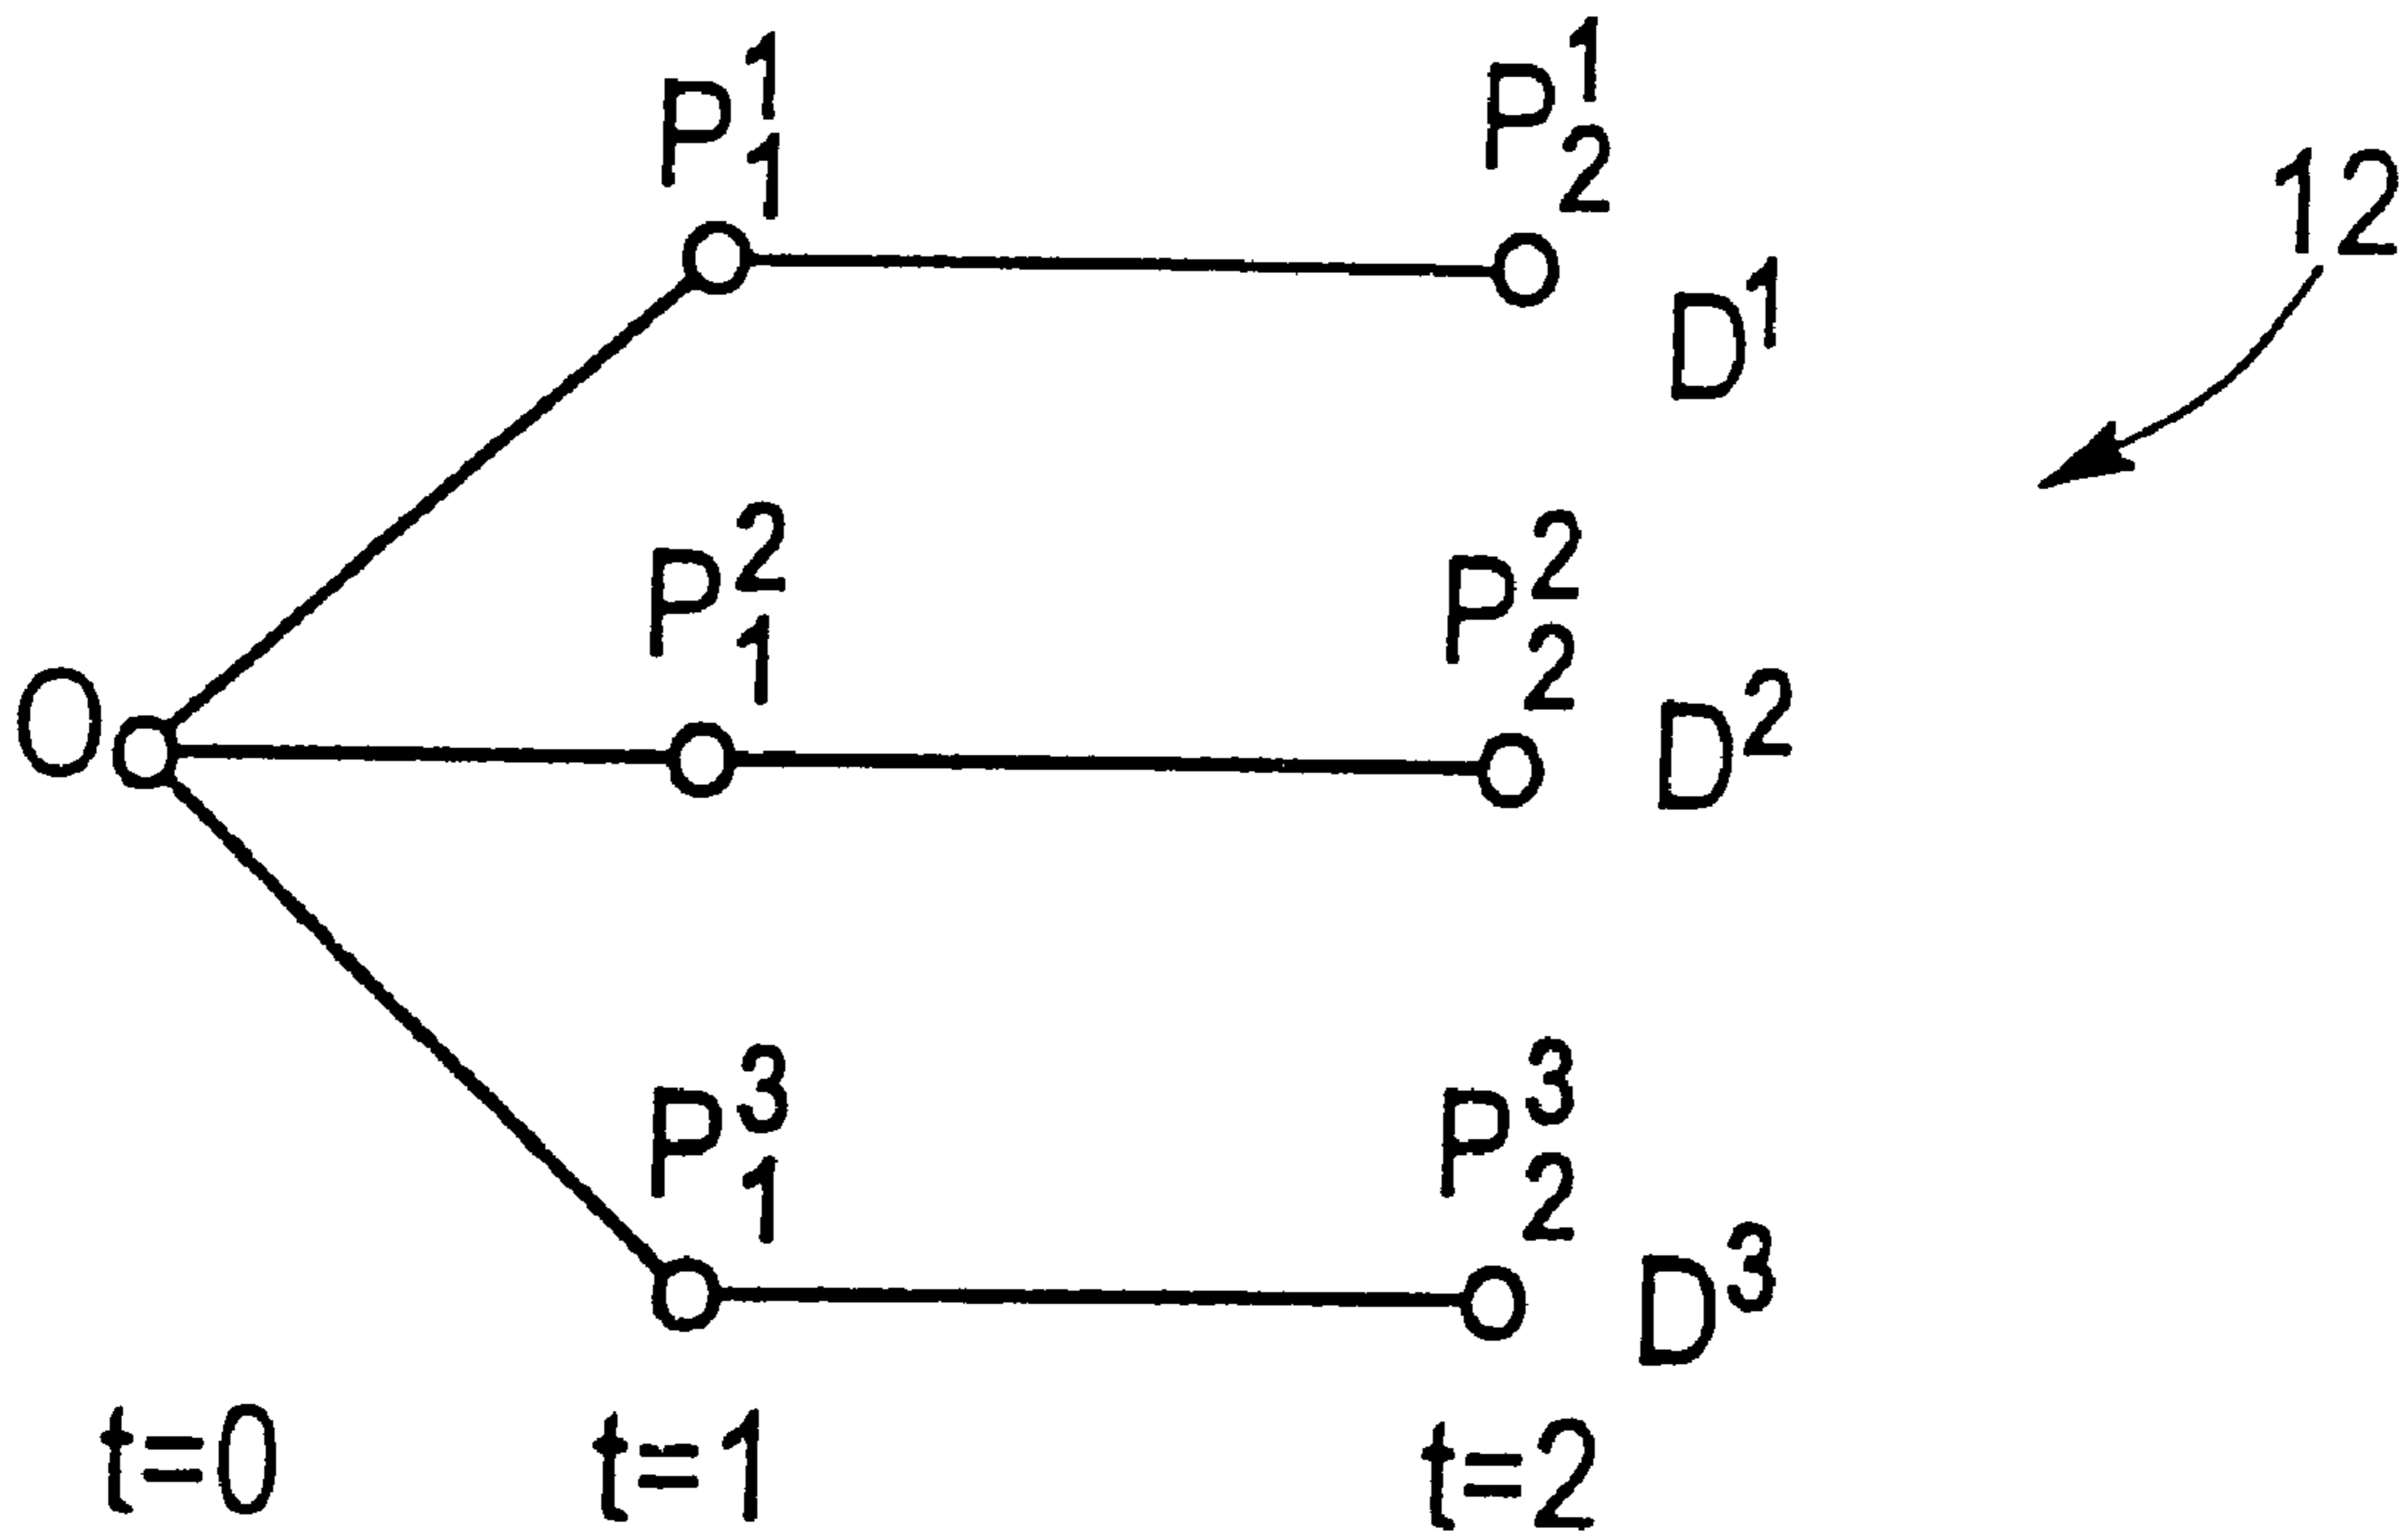 P₁¹ P₂¹
12
D¹
P₁² P₂²
O D²
P₁³ P₂³
D³
t=0 t=1 t=2